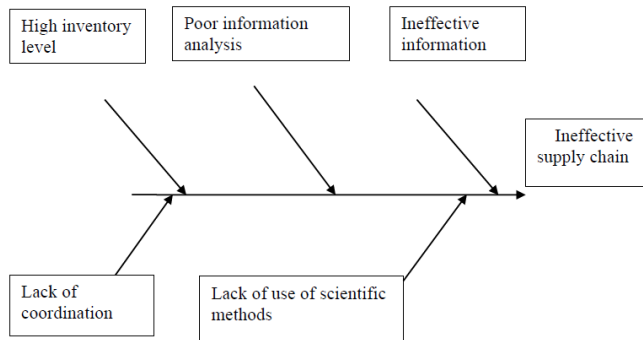 High inventory
level
Poor information
analysis
Ineffective
information
Ineffective
supply chain
Lack of
coordination
Lack of use of scientific
methods